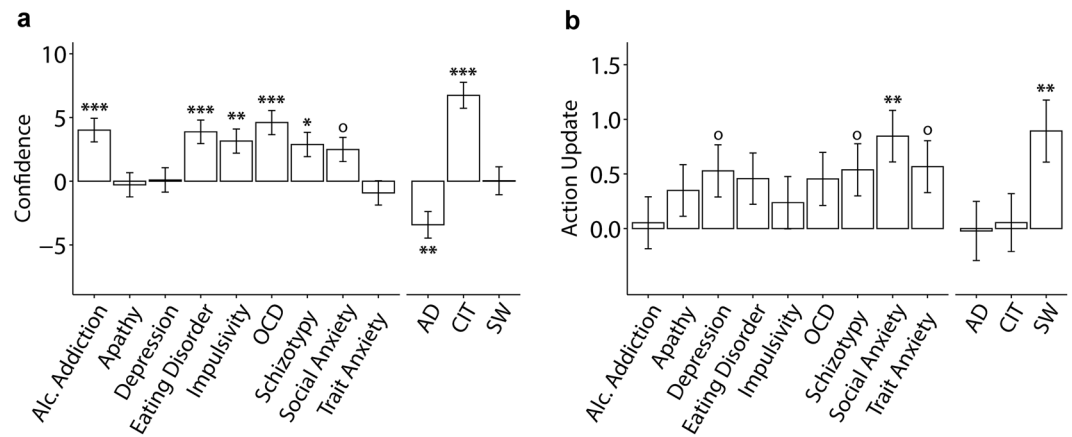 a
Confidence
10
5
0
−5
***
***
**
***
*
o
**
***
Alc. Addiction
Apathy
Depression
Eating Disorder
Impulsivity
OCD
Schizotypy
Social Anxiety
Trait Anxiety
AD
CIT
SW
b
Action Update
1.5
1.0
0.5
0.0
o
o
**
o
**
Alc. Addiction
Apathy
Depression
Eating Disorder
Impulsivity
OCD
Schizotypy
Social Anxiety
Trait Anxiety
AD
CIT
SW